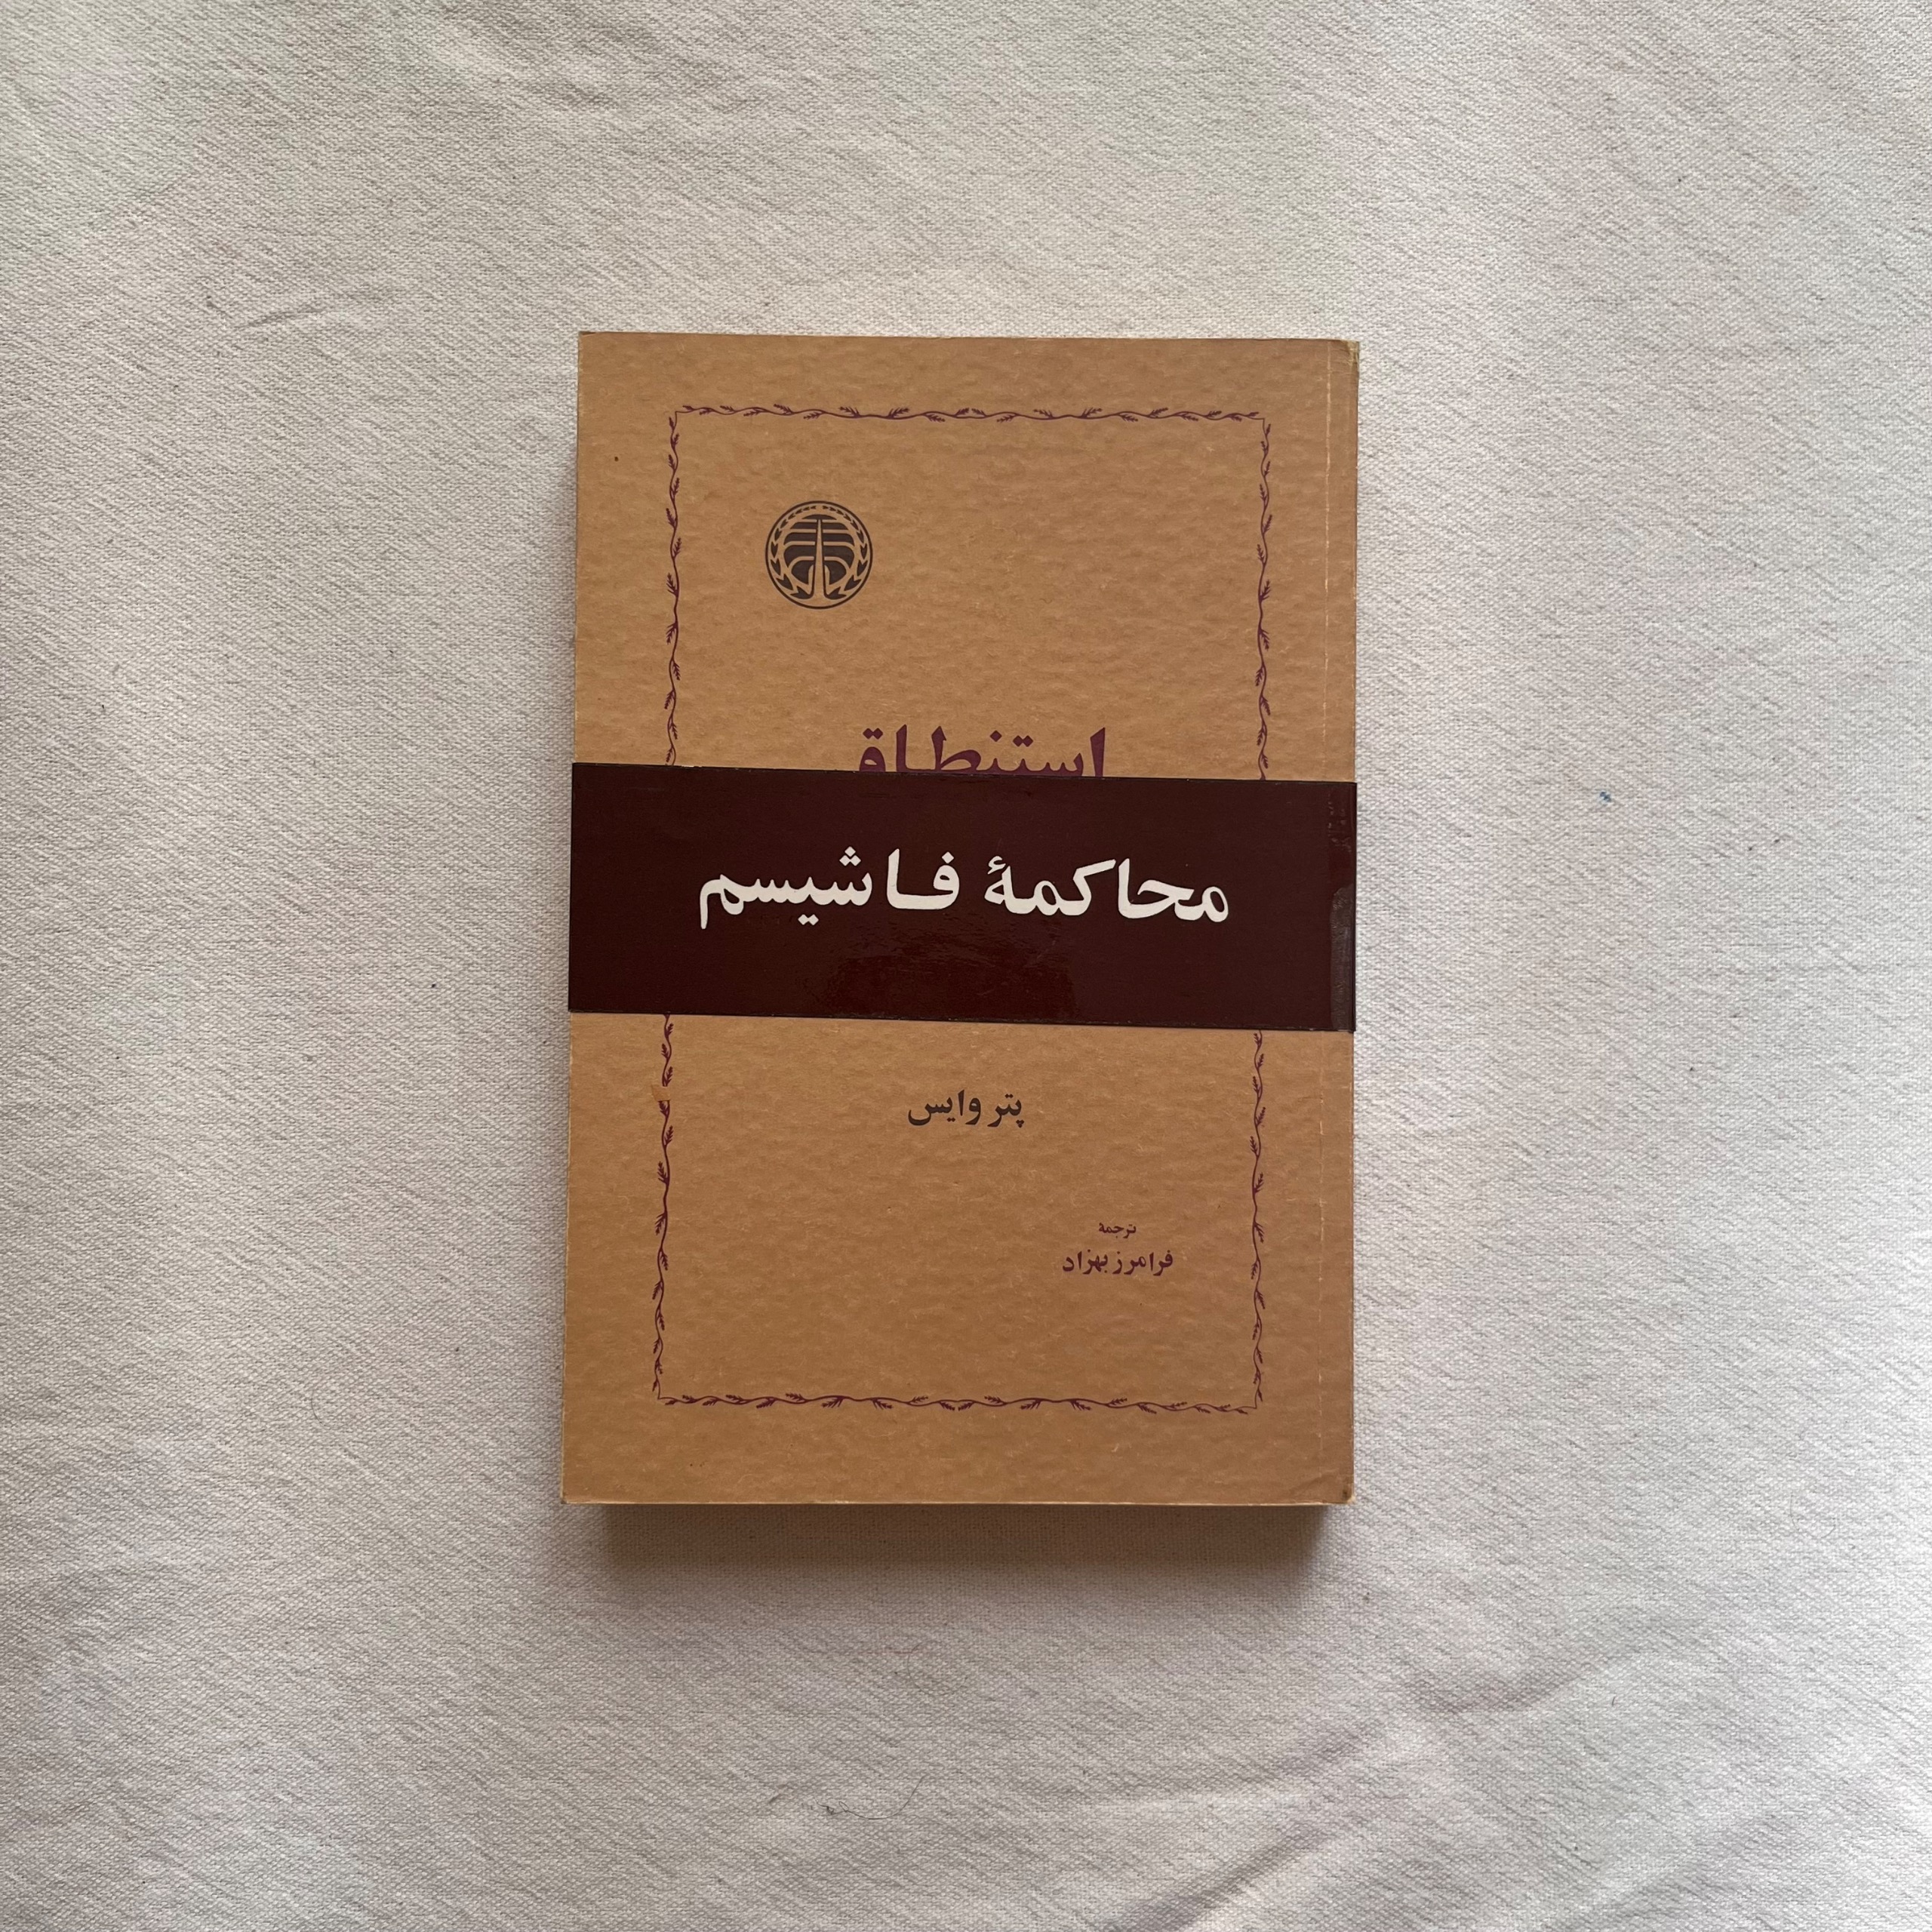 استنطاق
محاکمهٔ فاشیسم
پتر وایس
ترجمهٔ
فرامرز بهزاد